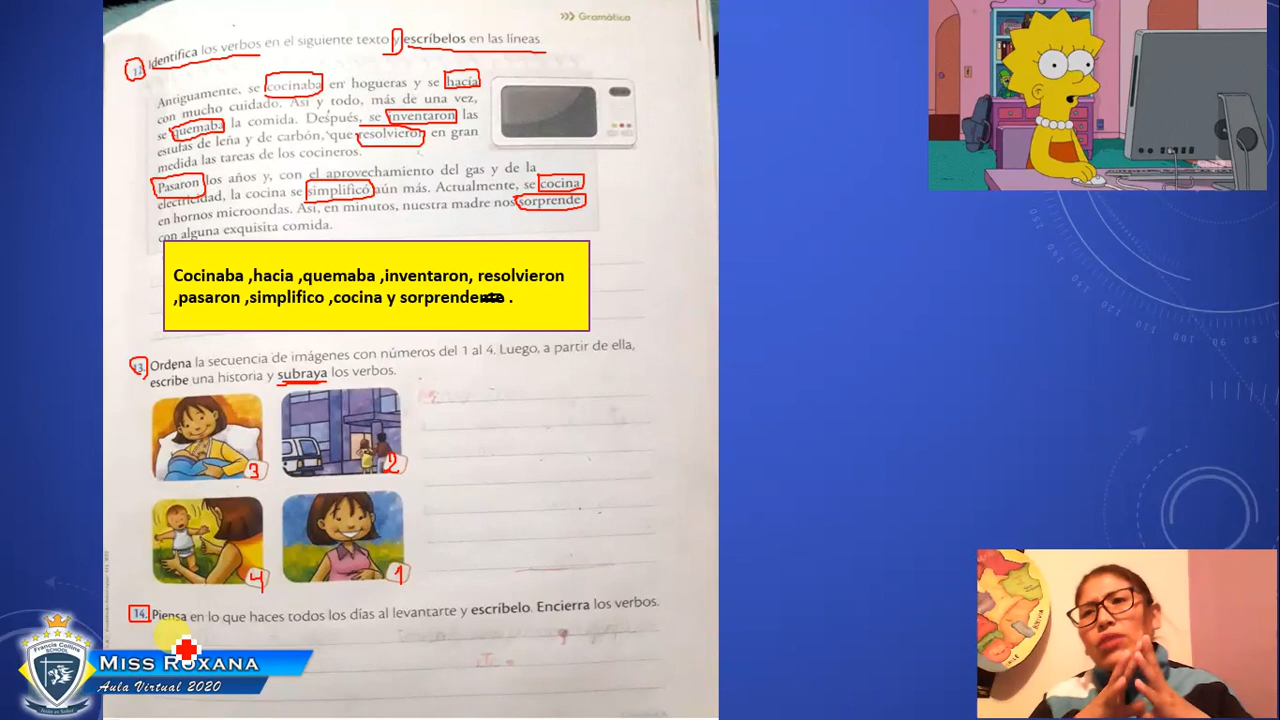 Gramática
12. Identifica los verbos en el siguiente texto y escríbelos en las líneas
Antiguamente, se cocinaba en hogueras y se hacía
con mucho cuidado. Así y todo, más de una vez,
se quemaba la comida. Después, se inventaron las
estufas de leña y de carbón, que resolvieron en gran
medida las tareas de los cocineros.
Pasaron los años y, con el aprovechamiento del gas y de la
electricidad, la cocina se simplificó aún más. Actualmente, se cocina
en hornos microondas. Así, en minutos, nuestra madre nos sorprende
con alguna exquisita comida.
Cocinaba ,hacia ,quemaba ,inventaron, resolvieron
,pasaron ,simplifico ,cocina y sorprende .
13. Ordena la secuencia de imágenes con números del 1 al 4. Luego, a partir de ella,
escribe una historia y subraya los verbos.
3
2
4
1
14. Piensa en lo que haces todos los días al levantarte y escríbelo. Encierra los verbos.
Francis Collins
SCHOOL
MISS ROXANA
Aula Virtual 2020
BOLIVIA
CHILE
110 100 90 80